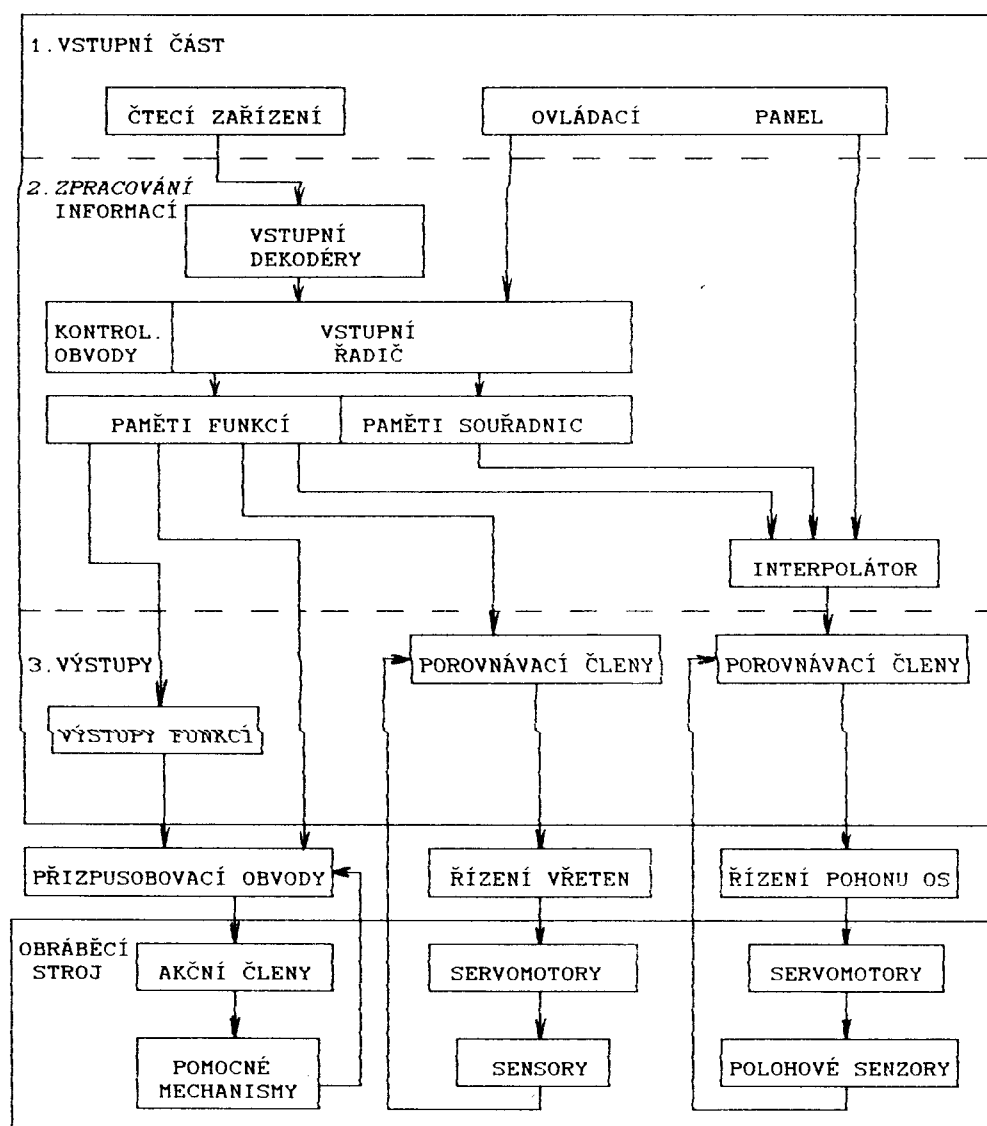 1.VSTUPNÍ ČÁST
ČTECÍ ZAŘÍZENÍ
OVLÁDACÍ PANEL
2.ZPRACOVÁNÍ
INFORMACÍ
VSTUPNÍ
DEKODÉRY
KONTROL.
OBVODY
VSTUPNÍ
ŘADIČ
PAMĚTI FUNKCÍ
PAMĚTI SOUŘADNIC
INTERPOLÁTOR
3.VÝSTUPY
POROVNÁVACÍ ČLENY
POROVNÁVACÍ ČLENY
VÝSTUPY FUNKCÍ
PŘIZPUSOBOVACÍ OBVODY
ŘÍZENÍ VŘETEN
ŘÍZENÍ POHONU OS
OBRÁBĚCÍ
STROJ
AKČNÍ ČLENY
SERVOMOTORY
SERVOMOTORY
POMOCNÉ
MECHANISMY
SENSORY
POLOHOVÉ SENZORY